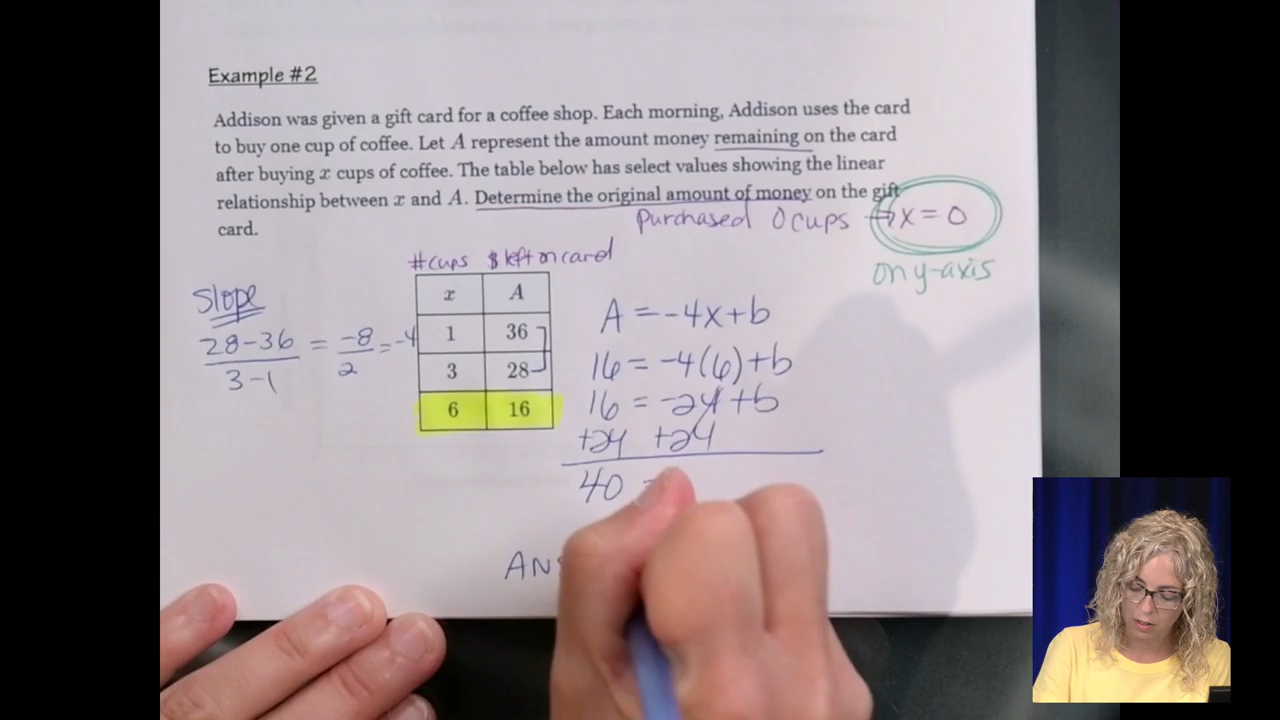 Example #2
Addison was given a gift card for a coffee shop. Each morning, Addison uses the card
to buy one cup of coffee. Let A represent the amount money remaining on the card
after buying x cups of coffee. The table below has select values showing the linear
relationship between x and A. Determine the original amount of money on the gift
card.
purchased 0 cups → x = 0
on y-axis
#cups $ left on card
x A
1 36
3 28
6 16
Slope
28-36 / 3-1 = -8 / 2 = -4
A = -4x+b
16 = -4(6)+b
16 = -24+b
+24 +24
40 =
ANS